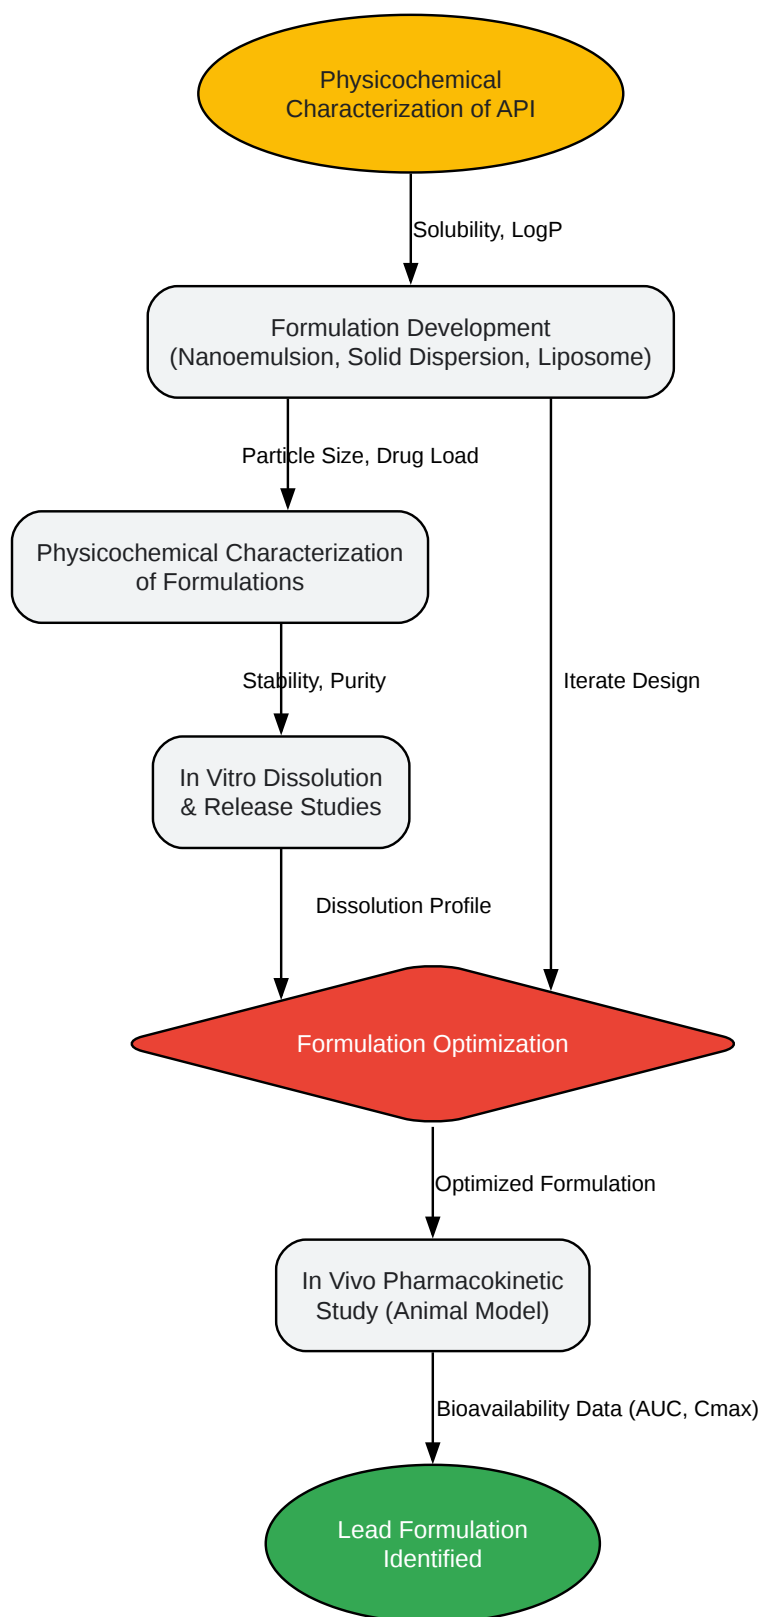 Physicochemical
Characterization of API
Solubility, LogP
Formulation Development
(Nanoemulsion, Solid Dispersion, Liposome)
Particle Size, Drug Load
Physicochemical Characterization
of Formulations
Stability, Purity
Iterate Design
In Vitro Dissolution
& Release Studies
Dissolution Profile
Formulation Optimization
Optimized Formulation
In Vivo Pharmacokinetic
Study (Animal Model)
Bioavailability Data (AUC, Cmax)
Lead Formulation
Identified